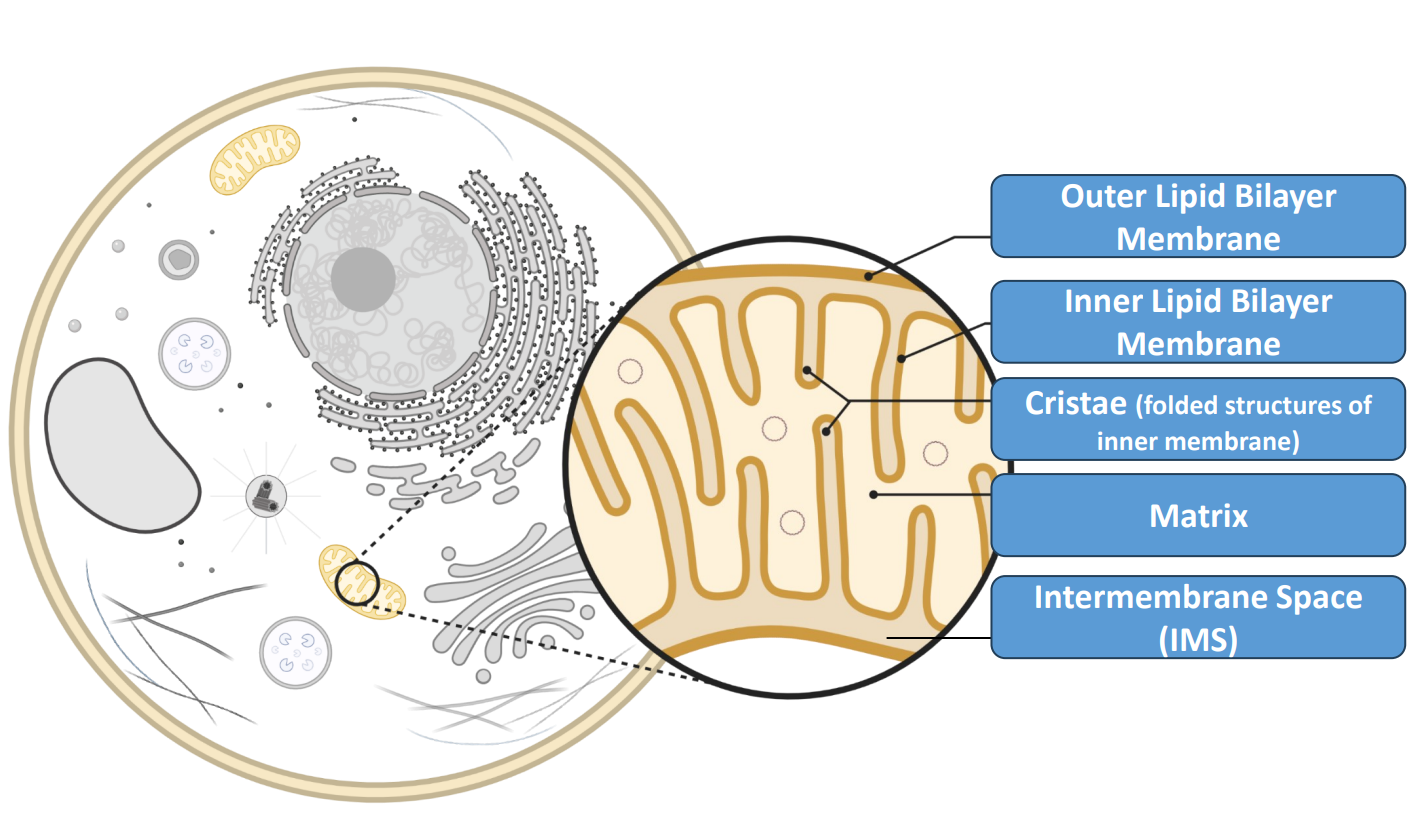 Outer Lipid Bilayer
Membrane
Inner Lipid Bilayer
Membrane
Cristae (folded structures of
inner membrane)
Matrix
Intermembrane Space
(IMS)